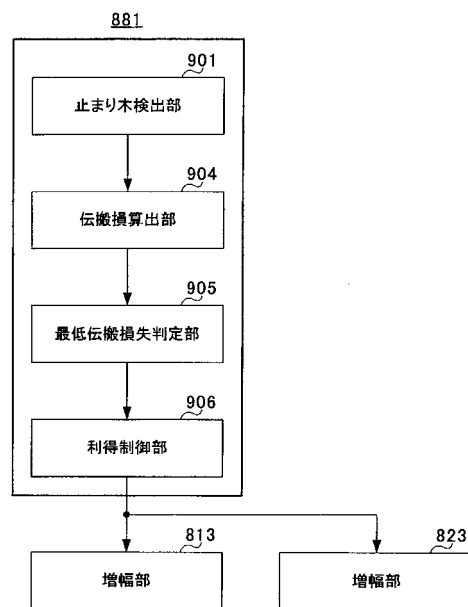 881
901
止まり木検出部
904
伝搬損算出部
905
最低伝搬損失判定部
906
利得制御部
813
増幅部
823
増幅部